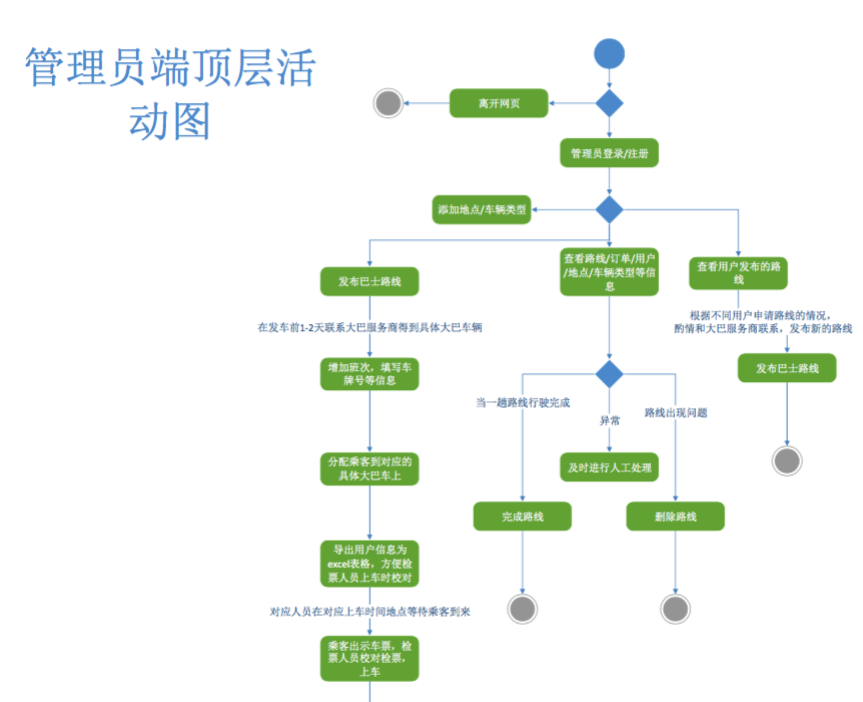 管理员端顶层活
动图
离开网页
管理员登录/注册
添加地点/车辆类型
发布巴士路线
查看路线/订单/用户
/地点/车辆类型等信
息
查看用户发布的路
线
在发车前1-2天联系大巴服务商得到具体大巴车辆
根据不同用户申请路线的情况，
酌情和大巴服务商联系，发布新的路线
增加班次，填写车
牌号等信息
发布巴士路线
当一趟路线行驶完成
异常
路线出现问题
分配乘客到对应的
具体大巴车上
及时进行人工处理
完成路线
删除路线
导出用户信息为
excel表格，方便检
票人员上车时校对
对应人员在对应上车时间地点等待乘客到来
乘客出示车票，检
票人员校对检票，
上车